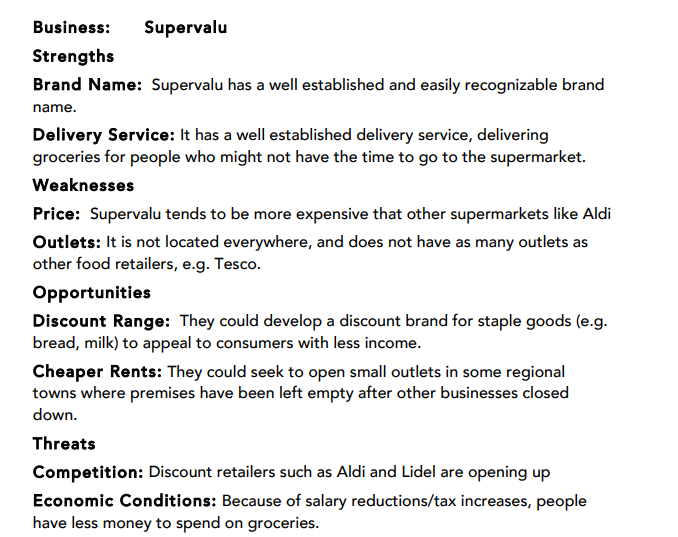 Business: Supervalu
Strengths
Brand Name: Supervalu has a well established and easily recognizable brand
name.
Delivery Service: It has a well established delivery service, delivering
groceries for people who might not have the time to go to the supermarket.
Weaknesses
Price: Supervalu tends to be more expensive that other supermarkets like Aldi
Outlets: It is not located everywhere, and does not have as many outlets as
other food retailers, e.g. Tesco.
Opportunities
Discount Range: They could develop a discount brand for staple goods (e.g.
bread, milk) to appeal to consumers with less income.
Cheaper Rents: They could seek to open small outlets in some regional
towns where premises have been left empty after other businesses closed
down.
Threats
Competition: Discount retailers such as Aldi and Lidel are opening up
Economic Conditions: Because of salary reductions/tax increases, people
have less money to spend on groceries.